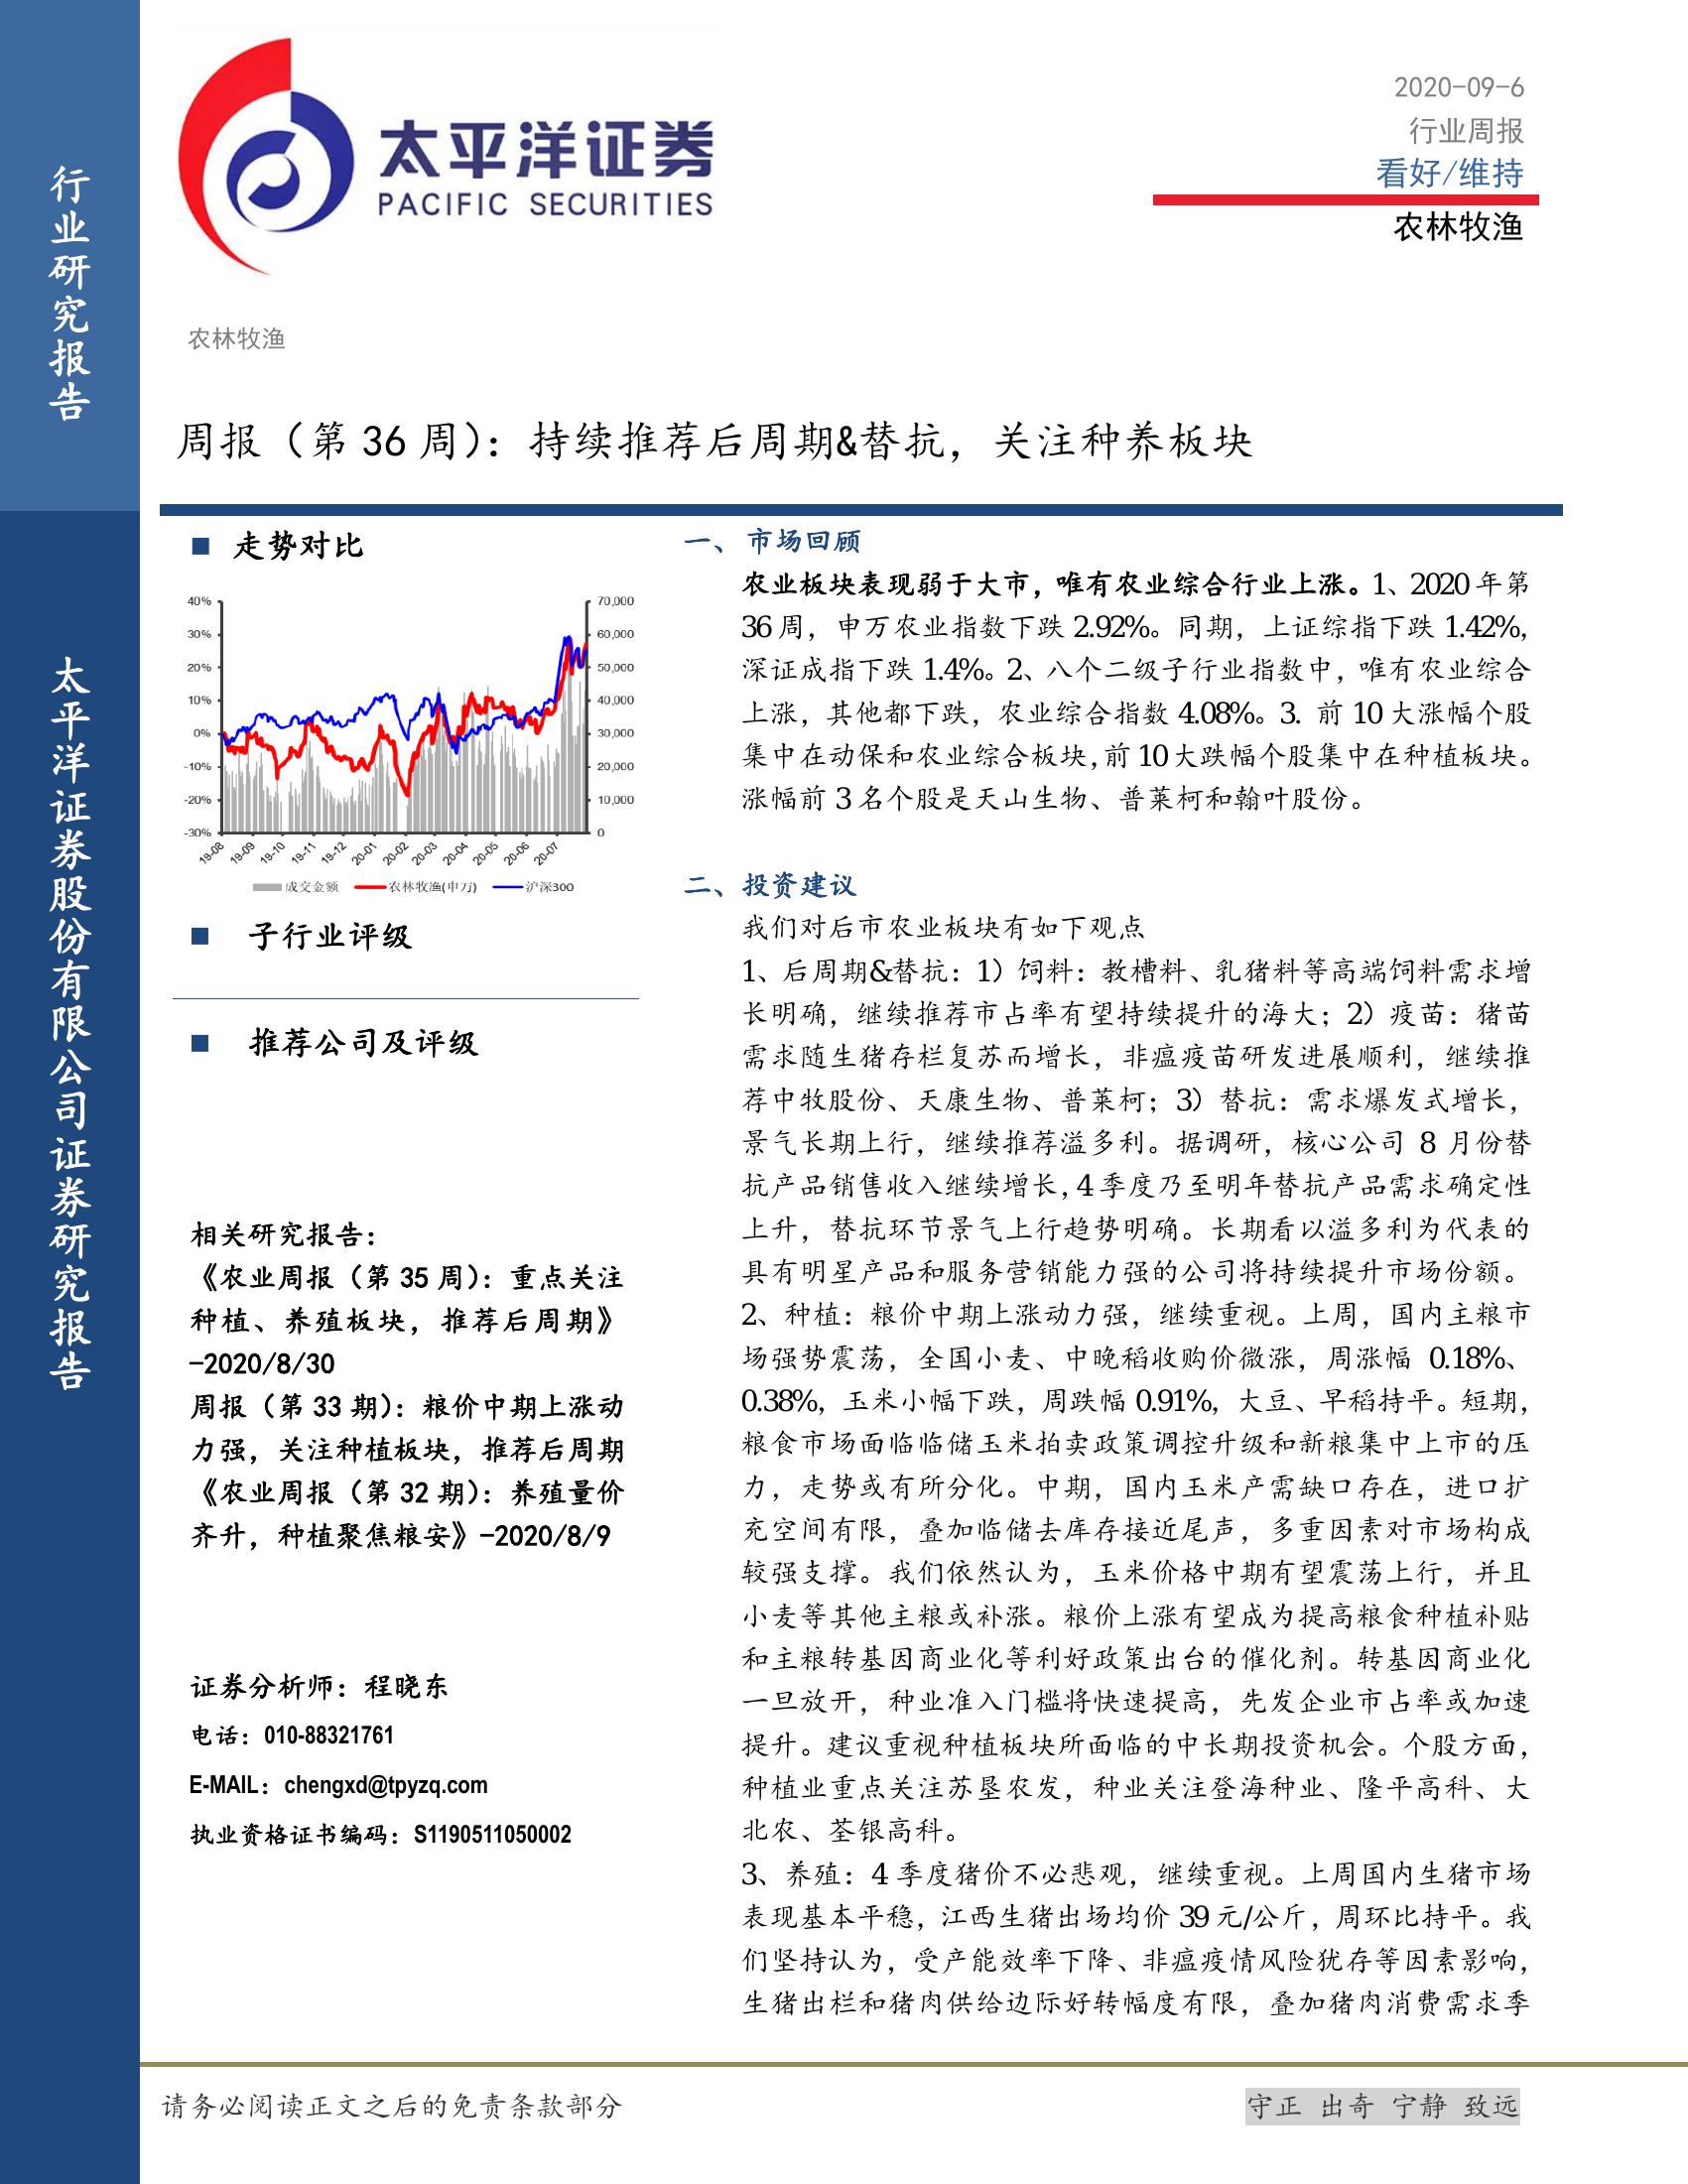 行业研究报告
太平洋证券股份有限公司证券研究报告
太平洋证券
PACIFIC SECURITIES
2020-09-6
行业周报
看好/维持
农林牧渔
农林牧渔
周报（第 36 周）：持续推荐后周期&替抗，关注种养板块
■ 走势对比
40%
30%
20%
10%
0%
-10%
-20%
-30%
70,000
60,000
50,000
40,000
30,000
20,000
10,000
0
19-08 19-09 19-10 19-11 19-12 20-01 20-02 20-03 20-04 20-05 20-06 20-07
成交金额 农林牧渔(申万) 沪深300
■ 子行业评级
■ 推荐公司及评级
相关研究报告：
《农业周报（第 35 周）：重点关注
种植、养殖板块，推荐后周期》
-2020/8/30
周报（第 33 期）：粮价中期上涨动
力强，关注种植板块，推荐后周期
《农业周报（第 32 期）：养殖量价
齐升，种植聚焦粮安》-2020/8/9
证券分析师：程晓东
电话：010-88321761
E-MAIL：chengxd@tpyzq.com
执业资格证书编码：S1190511050002
一、 市场回顾
农业板块表现弱于大市，唯有农业综合行业上涨。1、2020 年第
36 周，申万农业指数下跌 2.92%。同期，上证综指下跌 1.42%，
深证成指下跌 1.4%。2、八个二级子行业指数中，唯有农业综合
上涨，其他都下跌，农业综合指数 4.08%。3. 前 10 大涨幅个股
集中在动保和农业综合板块，前 10 大跌幅个股集中在种植板块。
涨幅前 3 名个股是天山生物、普莱柯和翰叶股份。
二、投资建议
我们对后市农业板块有如下观点
1、后周期&替抗：1）饲料：教槽料、乳猪料等高端饲料需求增
长明确，继续推荐市占率有望持续提升的海大；2）疫苗：猪苗
需求随生猪存栏复苏而增长，非瘟疫苗研发进展顺利，继续推
荐中牧股份、天康生物、普莱柯；3）替抗：需求爆发式增长，
景气长期上行，继续推荐溢多利。据调研，核心公司 8 月份替
抗产品销售收入继续增长，4 季度乃至明年替抗产品需求确定性
上升，替抗环节景气上行趋势明确。长期看以溢多利为代表的
具有明星产品和服务营销能力强的公司将持续提升市场份额。
2、种植：粮价中期上涨动力强，继续重视。上周，国内主粮市
场强势震荡，全国小麦、中晚稻收购价微涨，周涨幅 0.18%、
0.38%，玉米小幅下跌，周跌幅 0.91%，大豆、早稻持平。短期，
粮食市场面临临储玉米拍卖政策调控升级和新粮集中上市的压
力，走势或有所分化。中期，国内玉米产需缺口存在，进口扩
充空间有限，叠加临储去库存接近尾声，多重因素对市场构成
较强支撑。我们依然认为，玉米价格中期有望震荡上行，并且
小麦等其他主粮或补涨。粮价上涨有望成为提高粮食种植补贴
和主粮转基因商业化等利好政策出台的催化剂。转基因商业化
一旦放开，种业准入门槛将快速提高，先发企业市占率或加速
提升。建议重视种植板块所面临的中长期投资机会。个股方面，
种植业重点关注苏垦农发，种业关注登海种业、隆平高科、大
北农、荃银高科。
3、养殖：4 季度猪价不必悲观，继续重视。上周国内生猪市场
表现基本平稳，江西生猪出场均价 39 元/公斤，周环比持平。我
们坚持认为，受产能效率下降、非瘟疫情风险犹存等因素影响，
生猪出栏和猪肉供给边际好转幅度有限，叠加猪肉消费需求季
请务必阅读正文之后的免责条款部分
守正 出奇 宁静 致远